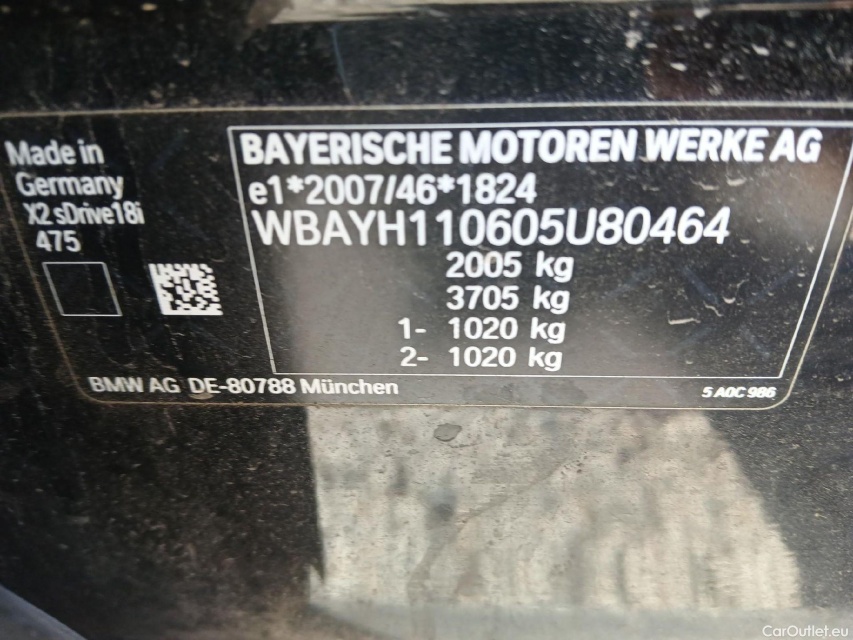 Made in
Germany
X2 sDrive18i
475
BAYERISCHE MOTOREN WERKE AG
e1*2007/46*1824
WBAYH110605U80464
2005 kg
3705 kg
1- 1020 kg
2- 1020 kg
BMW AG DE-80788 München
5 A0C 986
CarOutlet.eu